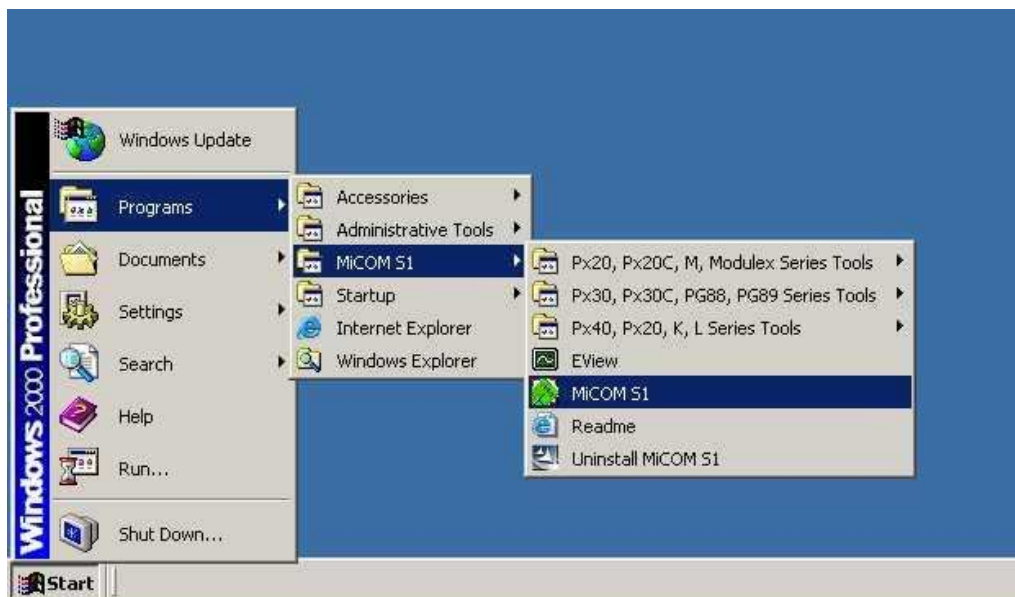 Windows Update
Programs
Documents
Settings
Search
Help
Run...
Shut Down...
Windows 2000 Professional
Start
Accessories
Administrative Tools
MiCOM S1
Startup
Internet Explorer
Windows Explorer
Px20, Px20C, M, Modulex Series Tools
Px30, Px30C, PG88, PG89 Series Tools
Px40, Px20, K, L Series Tools
EView
MiCOM S1
Readme
Uninstall MiCOM S1